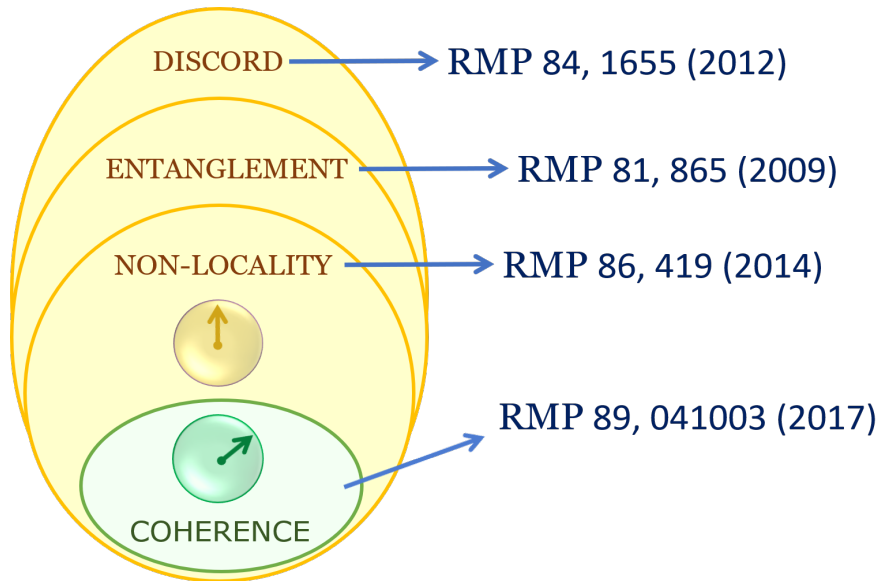 DISCORD
RMP 84, 1655 (2012)
ENTANGLEMENT
RMP 81, 865 (2009)
NON-LOCALITY
RMP 86, 419 (2014)
RMP 89, 041003 (2017)
COHERENCE